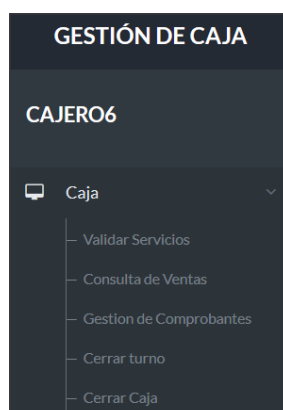 GESTIÓN DE CAJA
CAJERO6
Caja
Validar Servicios
Consulta de Ventas
Gestion de Comprobantes
Cerrar turno
Cerrar Caja